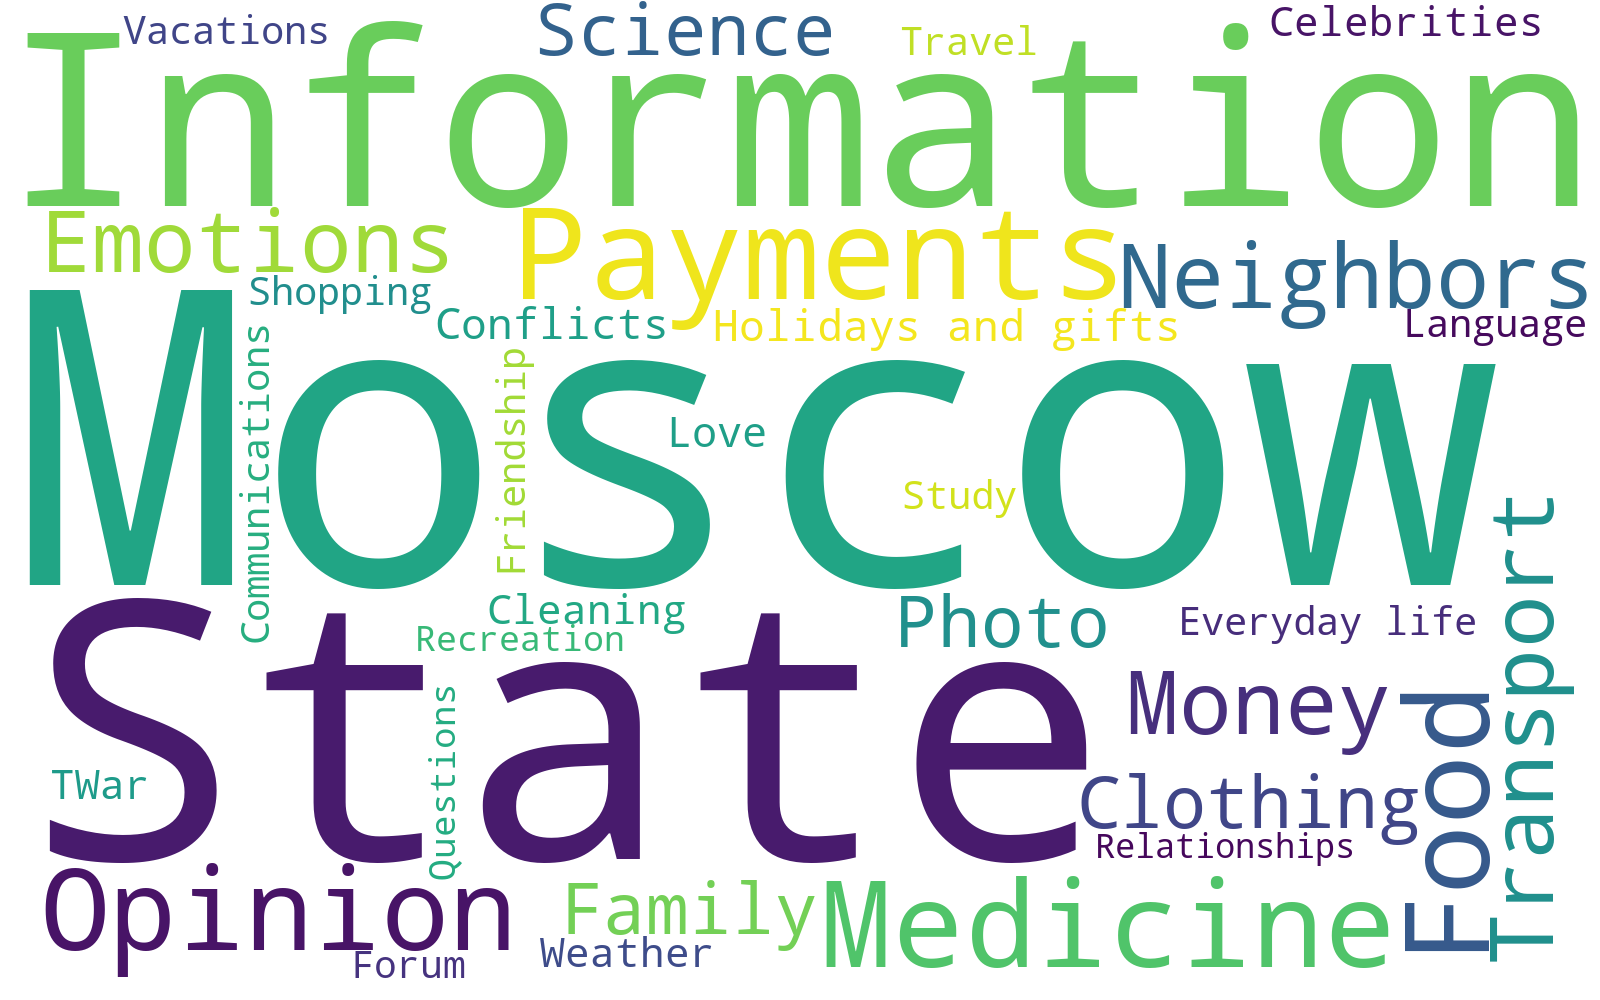 Vacations
Science
Travel
Celebrities
Information
Emotions
Payments
Neighbors
Shopping
Conflicts
Holidays and gifts
Language
Moscow
Communications
Friendship
Love
Study
Transport
Cleaning
Recreation
Photo
Everyday life
State
Money
Food
TWar
Questions
Clothing
Relationships
Opinion
Family
Medicine
Weather
Forum